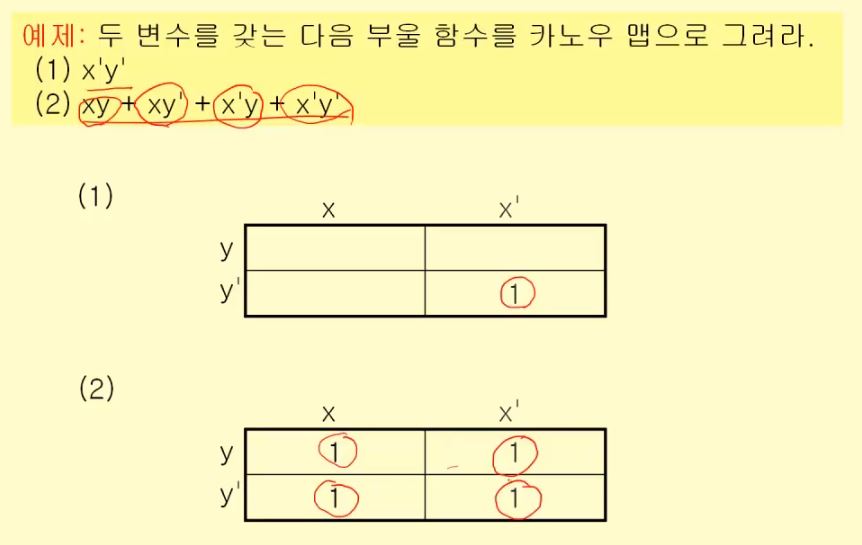 예제: 두 변수를 갖는 다음 부울 함수를 카노우 맵으로 그려라.
(1) x'y'
(2) xy + xy' + x'y + x'y'
(1)
x x'
y
y' 1
(2)
x x'
y 1 1
y' 1 1